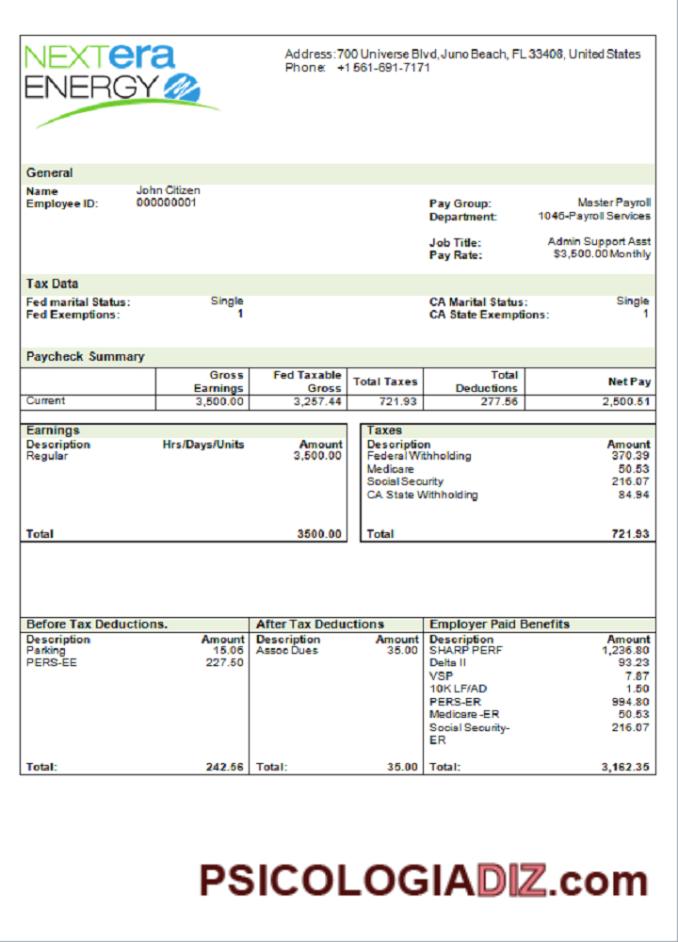 NEXTera
ENERGY
Address: 700 Universe Blvd, Juno Beach, FL 33408, United States
Phone: +1 561-691-7171
General
Name John Citizen
Employee ID: 000000001
Pay Group: Master Payroll
Department: 1046-Payroll Services
Job Title: Admin Support Asst
Pay Rate: $3,500.00 Monthly
Tax Data
Fed marital Status: Single CA Marital Status: Single
Fed Exemptions: 1 CA State Exemptions: 1
Paycheck Summary
Gross Earnings Fed Taxable Gross Total Taxes Total Deductions Net Pay
Current 3,500.00 3,257.44 721.93 277.56 2,500.51
Earnings
Description Hrs/Days/Units Amount
Regular 3,500.00
Total 3500.00
Taxes
Description Amount
Federal Withholding 370.39
Medicare 50.53
Social Security 216.07
CA State Withholding 84.94
Total 721.93
Before Tax Deductions.
Description Amount
Parking 15.06
PERS-EE 227.50
Total: 242.56
After Tax Deductions
Description Amount
Assoc Dues 35.00
Total: 35.00
Employer Paid Benefits
Description Amount
SHARP PERF 1,236.80
Delta II 93.23
VSP 7.87
10K LF/AD 1.50
PERS-ER 994.80
Medicare -ER 50.53
Social Security- 216.07
ER
Total: 3,162.35
PSICOLOGIADIZ.com